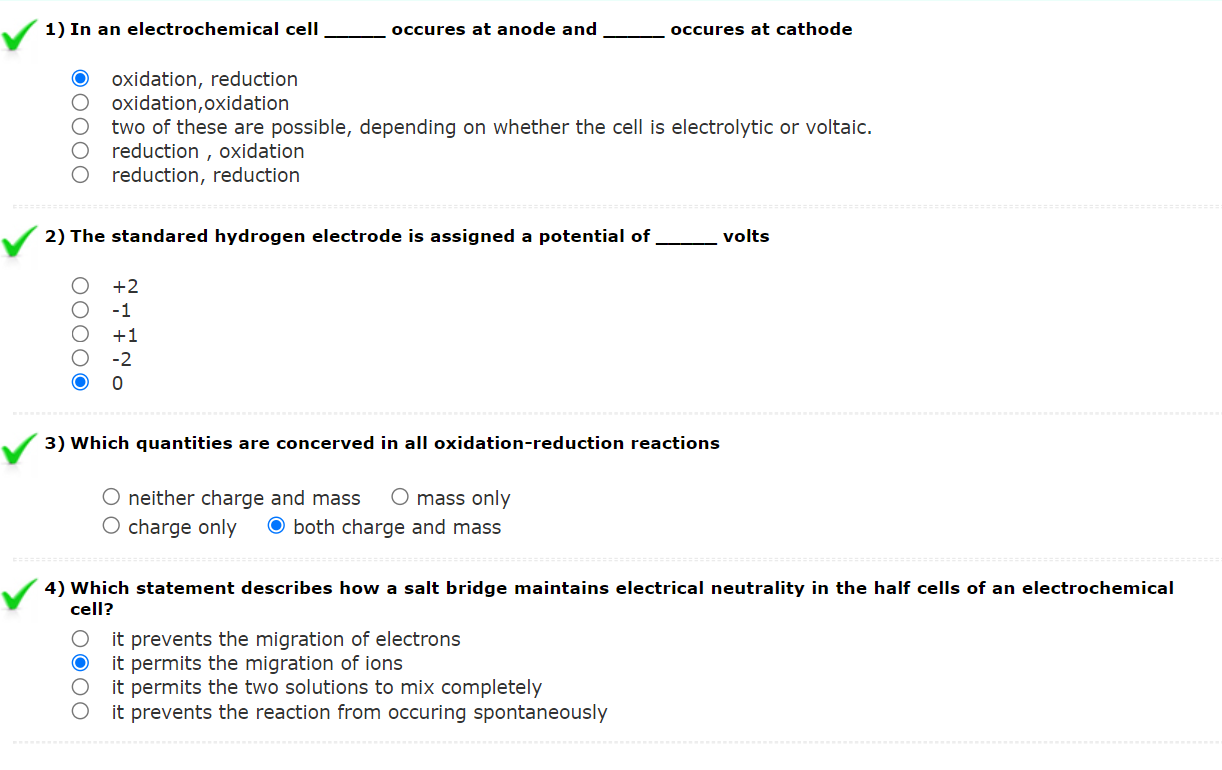 1) In an electrochemical cell ______ occures at anode and ______ occures at cathode
oxidation, reduction
oxidation,oxidation
two of these are possible, depending on whether the cell is electrolytic or voltaic.
reduction , oxidation
reduction, reduction
2) The standared hydrogen electrode is assigned a potential of ______ volts
+2
-1
+1
-2
0
3) Which quantities are concerved in all oxidation-reduction reactions
neither charge and mass mass only
charge only both charge and mass
4) Which statement describes how a salt bridge maintains electrical neutrality in the half cells of an electrochemical
cell?
it prevents the migration of electrons
it permits the migration of ions
it permits the two solutions to mix completely
it prevents the reaction from occuring spontaneously